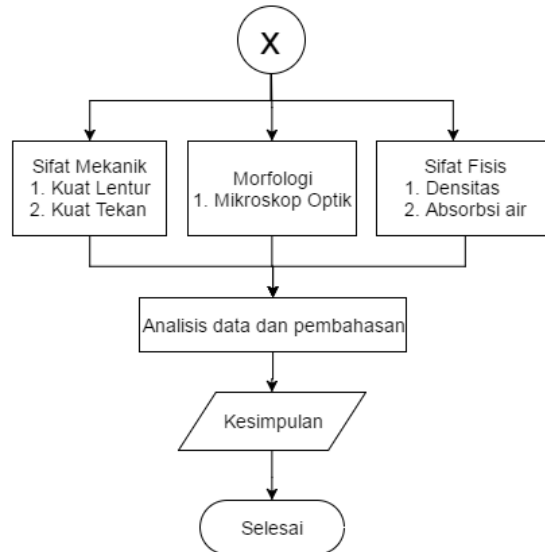 X
Sifat Mekanik
1. Kuat Lentur
2. Kuat Tekan
Morfologi
1. Mikroskop Optik
Sifat Fisis
1. Densitas
2. Absorbsi air
Analisis data dan pembahasan
Kesimpulan
Selesai